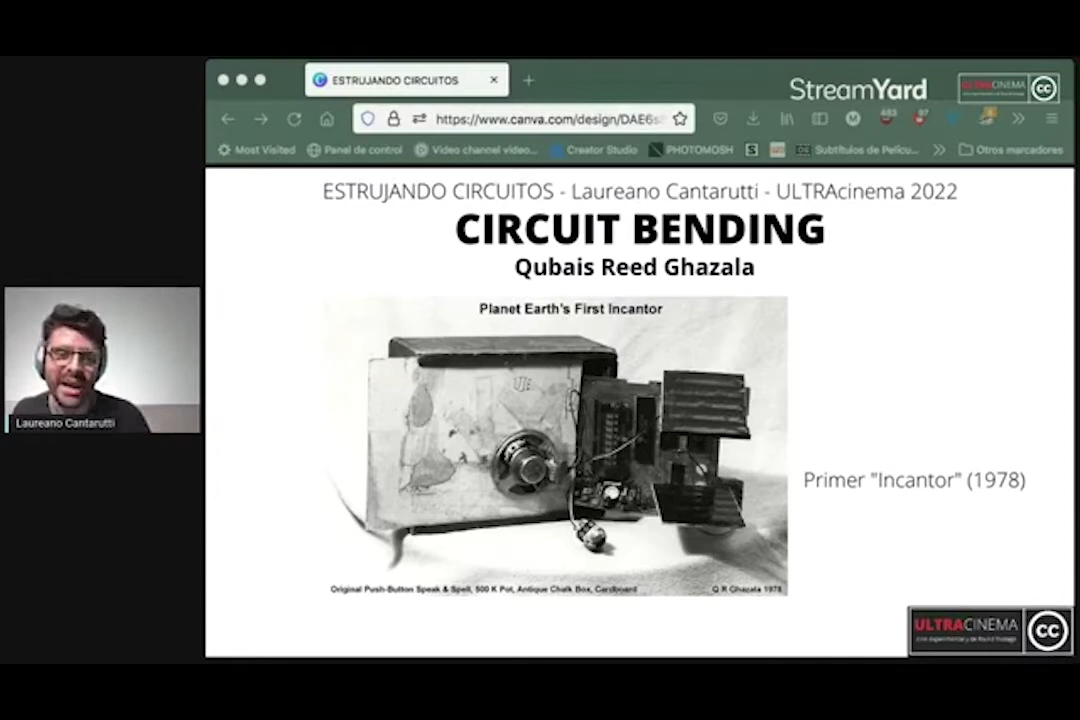 ESTRUJANDO CIRCUITOS
StreamYard
ULTRACINEMA
cc
https://www.canva.com/design/DAE6s
Most Visited
Panel de control
Video channel video...
Creator Studio
PHOTOMOSH
Subtítulos de Pelícu...
Otros marcadores
ESTRUJANDO CIRCUITOS - Laureano Cantarutti - ULTRAcinema 2022
CIRCUIT BENDING
Qubais Reed Ghazala
Planet Earth's First Incantor
Laureano Cantarutti
Primer "Incantor" (1978)
Original Push-Button Speak & Spell, 500 K Pot, Antique Chalk Box, Cardboard
Q R Ghazala 1978
ULTRACINEMA
cc